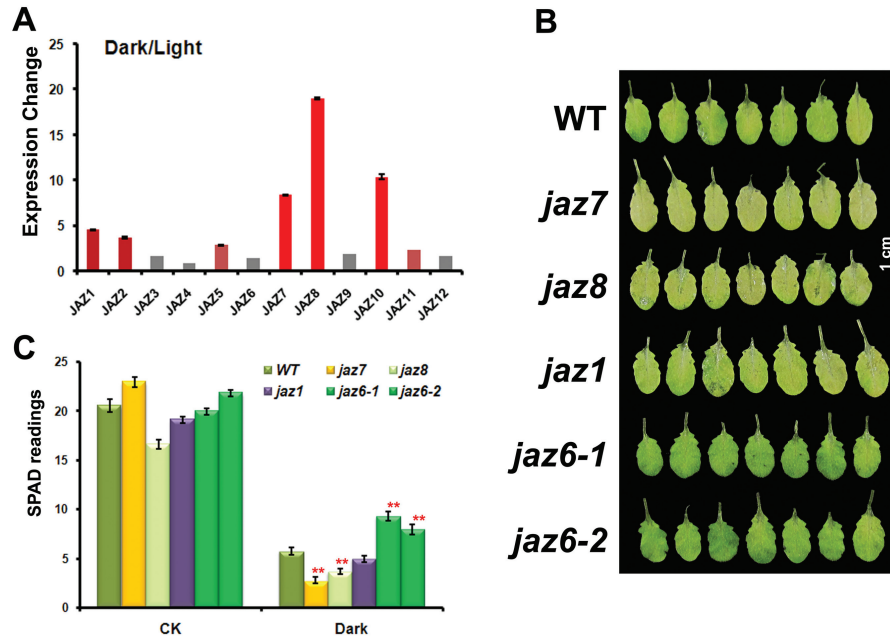 A
Dark/Light
Expression Change
25
20
15
10
5
0
JAZ1
JAZ2
JAZ3
JAZ4
JAZ5
JAZ6
JAZ7
JAZ8
JAZ9
JAZ10
JAZ11
JAZ12
B
WT
jaz7
jaz8
jaz1
jaz6-1
jaz6-2
1 cm
C
SPAD readings
25
20
15
10
5
0
WT jaz7 jaz8
jaz1 jaz6-1 jaz6-2
** ** ** **
CK Dark